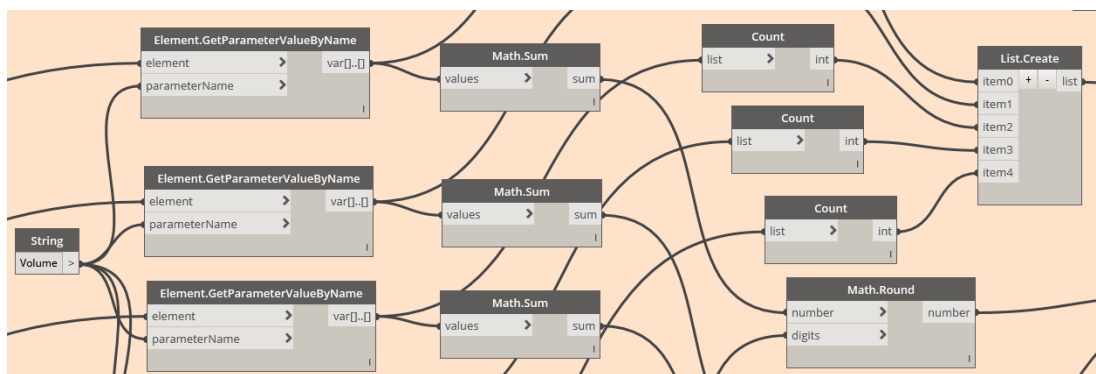 Element.GetParameterValueByName
element > var[]..[]
parameterName >
I
Math.Sum
values > sum
I
Count
list > int
I
List.Create
item0 + - list
item1
item2
item3
item4
I
Count
list > int
I
Element.GetParameterValueByName
element > var[]..[]
parameterName >
I
Math.Sum
values > sum
I
Count
list > int
I
String
Volume >
Element.GetParameterValueByName
element > var[]..[]
parameterName >
I
Math.Sum
values > sum
I
Math.Round
number > number
digits >
I